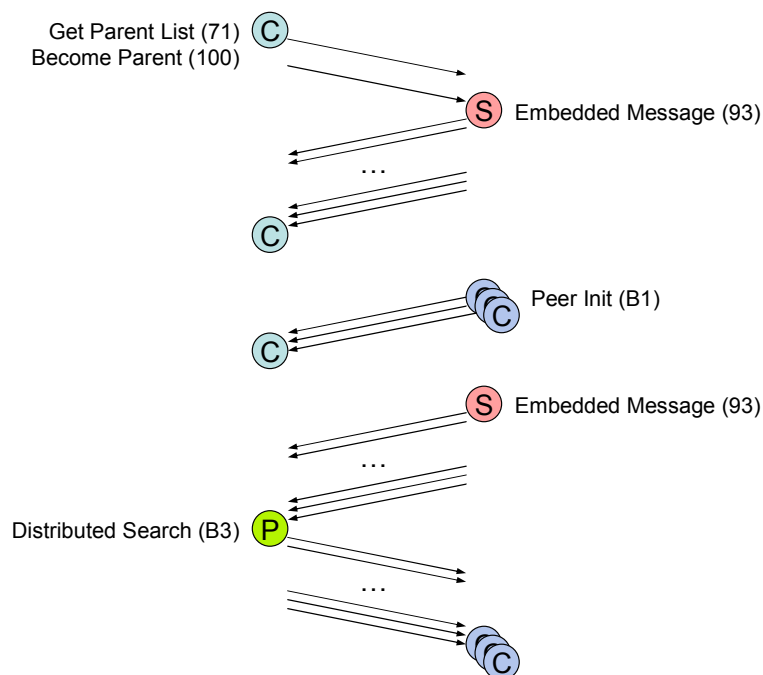 Get Parent List (71)
Become Parent (100)
C
S
Embedded Message (93)
...
C
C
Peer Init (B1)
C
S
Embedded Message (93)
...
Distributed Search (B3)
P
...
C